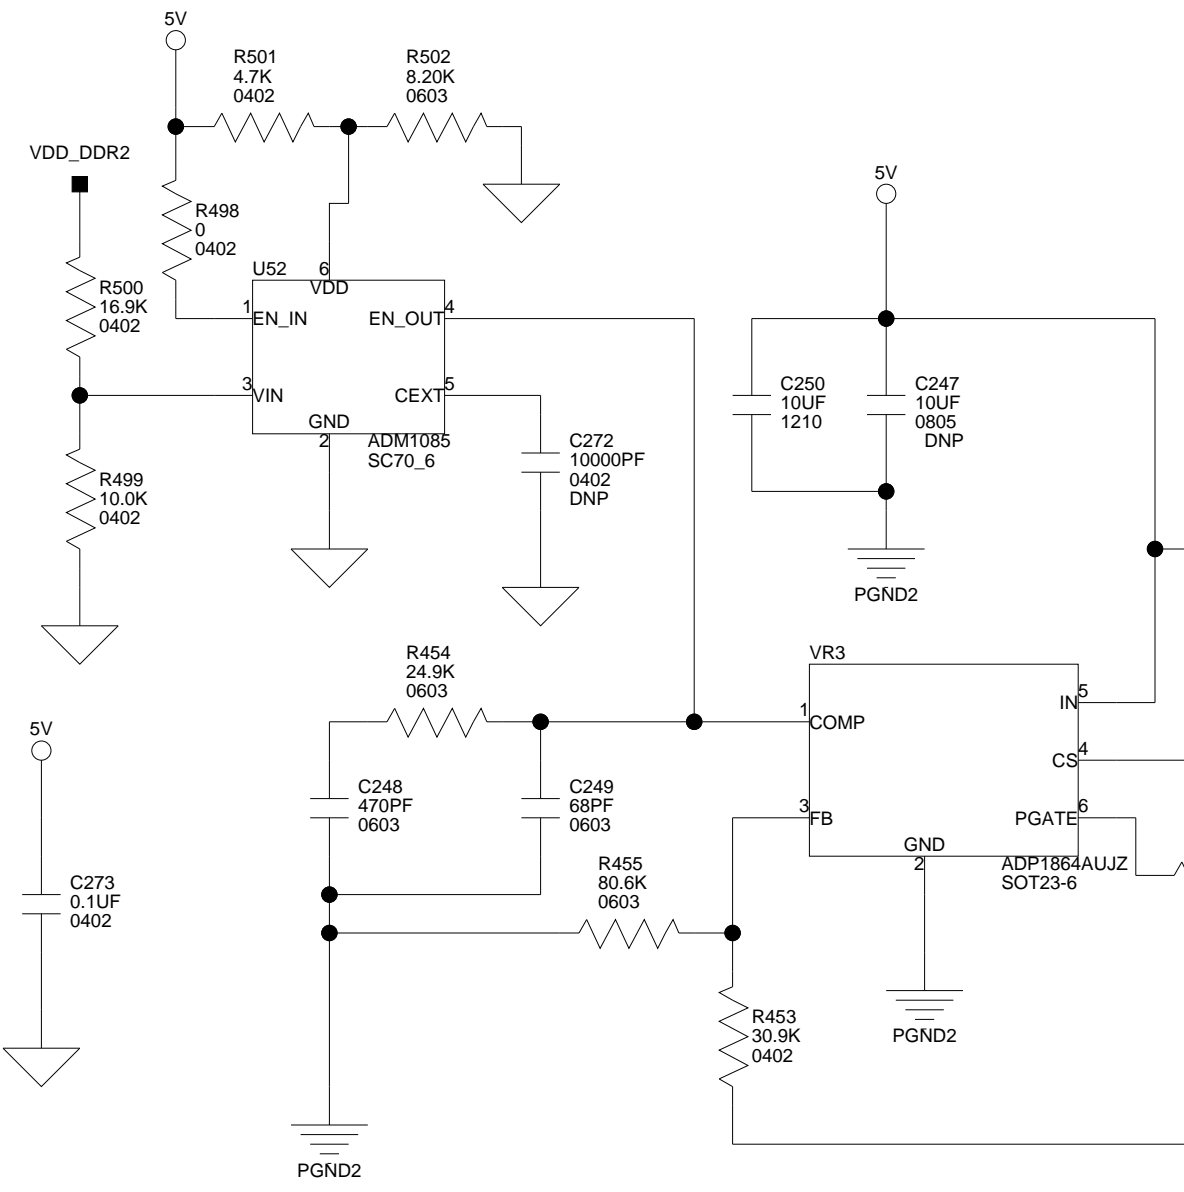 5V
R501
4.7K
0402
R502
8.20K
0603
VDD_DDR2
R498
0
0402
5V
U52
6
VDD
R500
16.9K
0402
1
EN_IN
EN_OUT
4
3
VIN
CEXT
5
GND
2
ADM1085
SC70_6
C250
10UF
1210
C247
10UF
0805
DNP
C272
10000PF
0402
DNP
R499
10.0K
0402
PGND2
R454
24.9K
0603
VR3
IN
5
1
COMP
5V
CS
4
C248
470PF
0603
C249
68PF
0603
3
FB
PGATE
6
GND
2
ADP1864AUJZ
SOT23-6
R455
80.6K
0603
C273
0.1UF
0402
R453
30.9K
0402
PGND2
PGND2